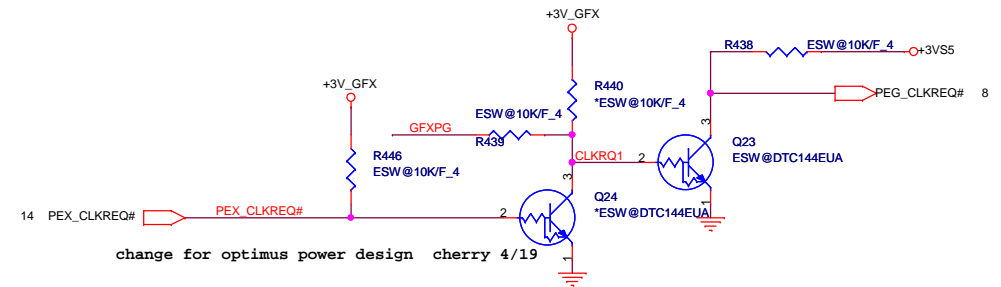 +3V_GFX
R438 ESW@10K/F_4
+3VS5
+3V_GFX
R440
*ESW@10K/F_4
PEG_CLKREQ# 8
ESW@10K/F_4
GFXPG
R439
3
Q23
ESW@DTC144EUA
R446
ESW@10K/F_4
CLKRQ1
2
3
1
Q24
*ESW@DTC144EUA
14 PEX_CLKREQ#
PEX_CLKREQ#
2
change for optimus power design cherry 4/19
1